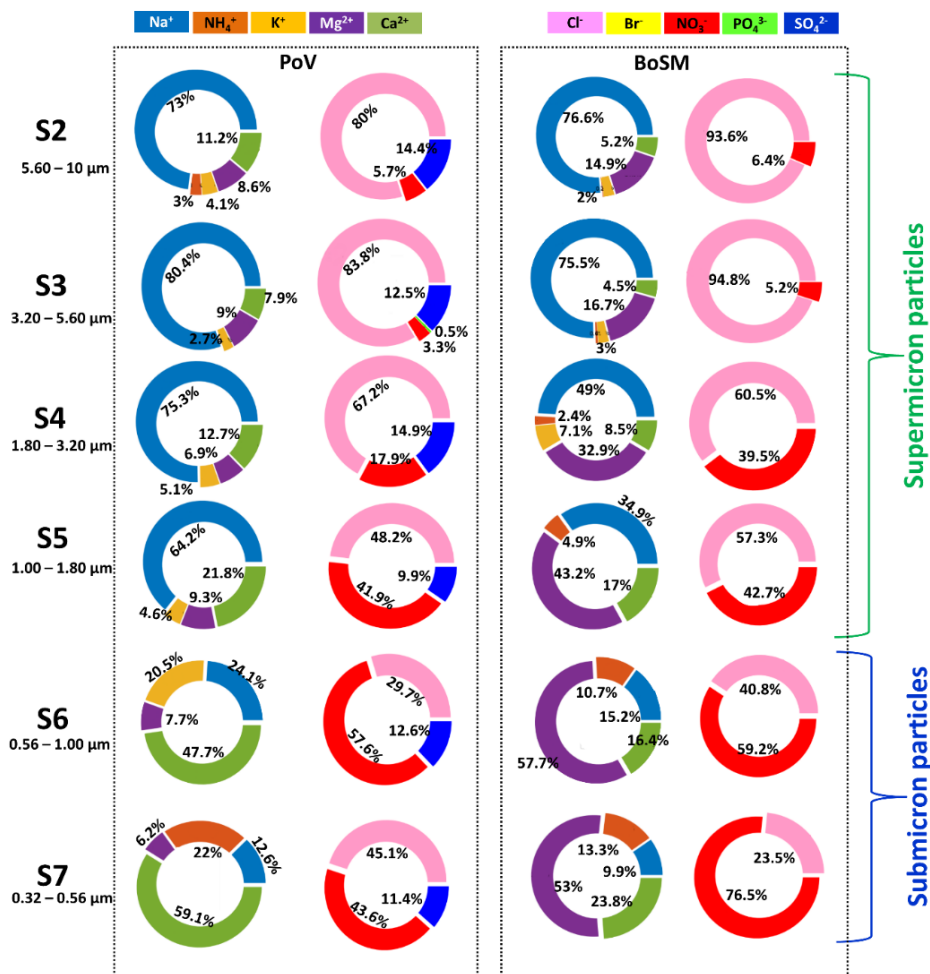 Na⁺ NH₄⁺ K⁺ Mg²⁺ Ca²⁺ Cl⁻ Br⁻ NO₃⁻ PO₄³⁻ SO₄²⁻
PoV BoSM
S2
5.60 – 10 µm
73% 11.2% 8.6% 4.1% 3%
80% 14.4% 5.7%
76.6% 5.2% 14.9% 2%
93.6% 6.4%
S3
3.20 – 5.60 µm
80.4% 7.9% 9% 2.7%
83.8% 12.5% 0.5% 3.3%
75.5% 4.5% 16.7% 3%
94.8% 5.2%
S4
1.80 – 3.20 µm
75.3% 12.7% 6.9% 5.1%
67.2% 14.9% 17.9%
49% 2.4% 7.1% 8.5% 32.9%
60.5% 39.5%
S5
1.00 – 1.80 µm
64.2% 21.8% 9.3% 4.6%
48.2% 9.9% 41.9%
34.9% 4.9% 43.2% 17%
57.3% 42.7%
Supermicron particles
S6
0.56 – 1.00 µm
20.5% 24.1% 7.7% 47.7%
29.7% 12.6% 57.6%
10.7% 15.2% 16.4% 57.7%
40.8% 59.2%
S7
0.32 – 0.56 µm
6.2% 22% 12.6% 59.1%
45.1% 11.4% 43.6%
13.3% 9.9% 53% 23.8%
23.5% 76.5%
Submicron particles